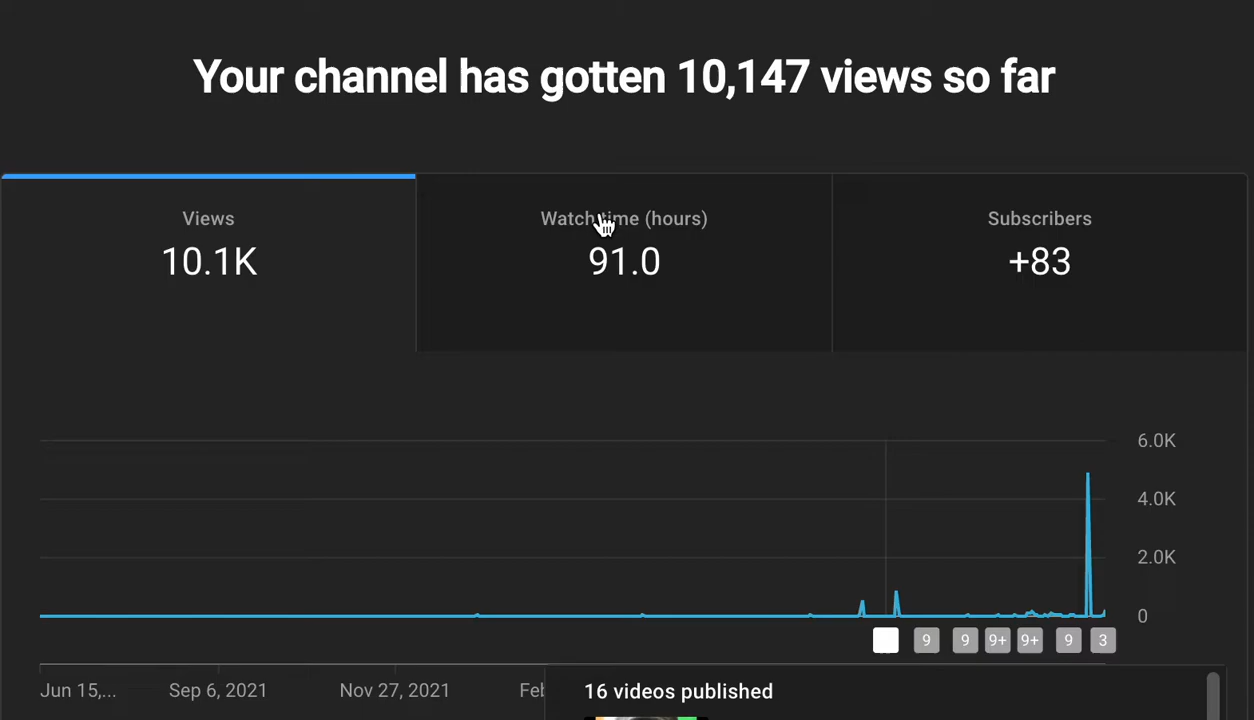 Your channel has gotten 10,147 views so far
Views
10.1K
Watch time (hours)
91.0
Subscribers
+83
6.0K
4.0K
2.0K
0
9 9 9+ 9+ 9 3
Jun 15,... Sep 6, 2021 Nov 27, 2021 Feb
16 videos published